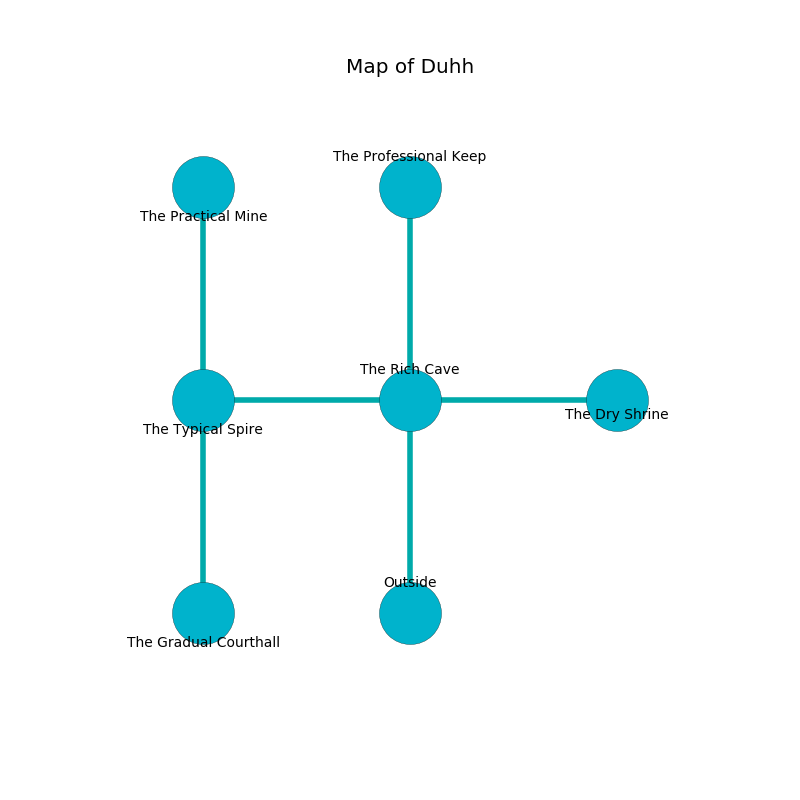 Map of Duhh
The Professional Keep
The Practical Mine
The Rich Cave
The Dry Shrine
The Typical Spire
Outside
The Gradual Courthall